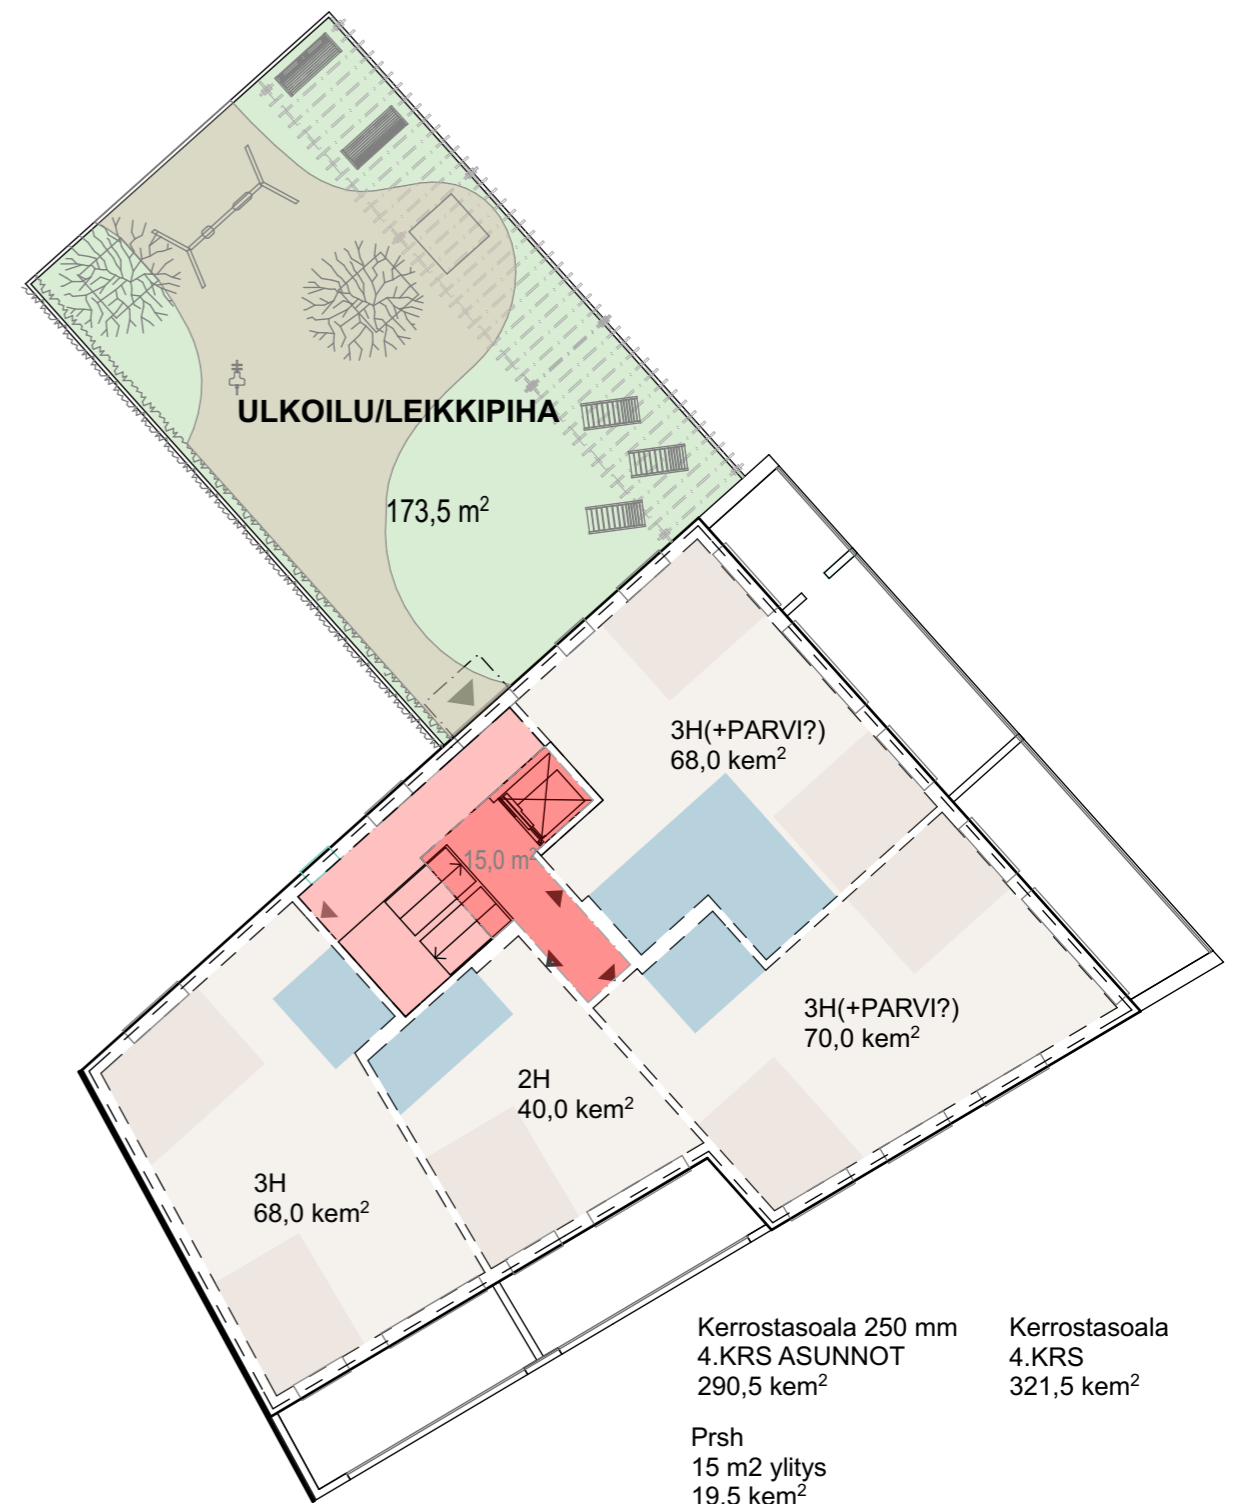 ULKOILU/LEIKKIPIHA
173,5 m²
3H(+PARVI?)
68,0 kem²
15,0 m²
3H(+PARVI?)
70,0 kem²
2H
40,0 kem²
3H
68,0 kem²
Kerrostasoala 250 mm
4.KRS ASUNNOT
290,5 kem²
Kerrostasoala
4.KRS
321,5 kem²
Prsh
15 m2 ylitys
19,5 kem²